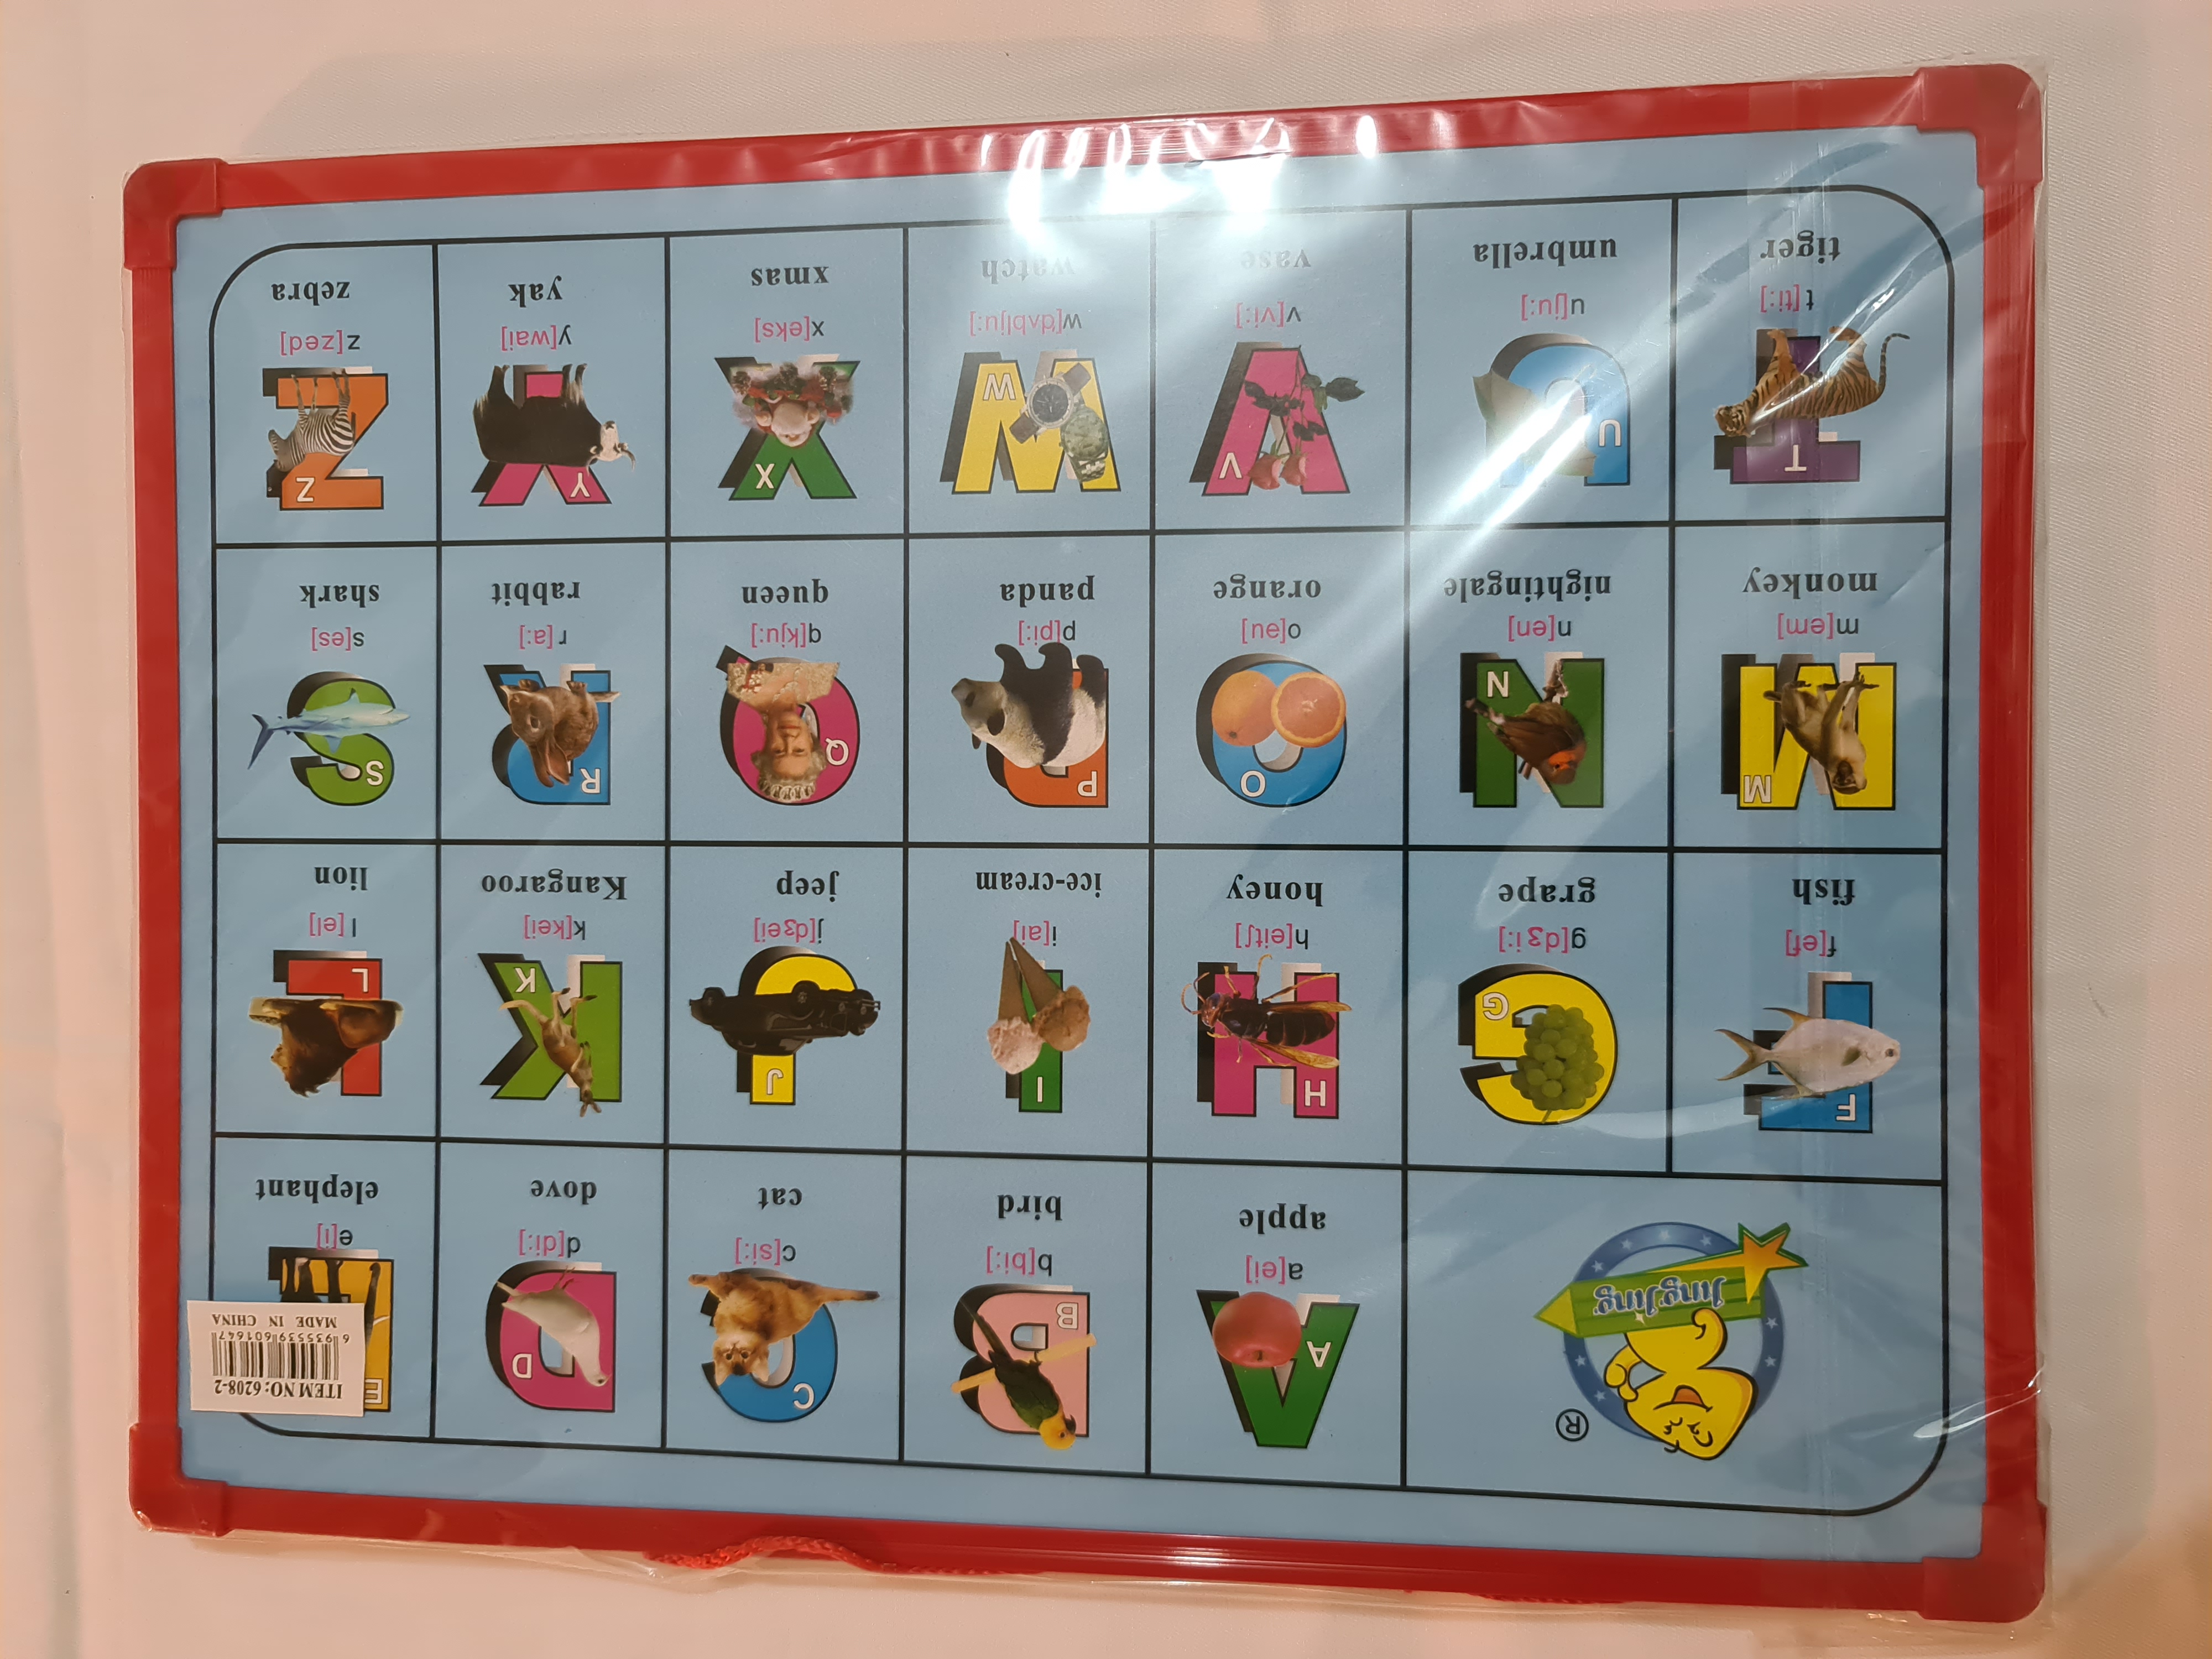 JingJing ®
A
a[ei]
apple
B
b[bi:]
bird
C
c[si:]
cat
D
d[di:]
dove
E
e[i]
elephant
ITEM NO: 6208-2
6 935539 601647
MADE IN CHINA
F
f[ef]
fish
G
g[dʒi:]
grape
H
h[eitʃ]
honey
I
i[ai]
ice-cream
J
j[dʒei]
jeep
K
k[kei]
Kangaroo
L
l[el]
lion
M
m[em]
monkey
N
n[en]
nightingale
O
o[əu]
orange
P
p[pi:]
panda
Q
q[kju:]
queen
R
r[a:]
rabbit
S
s[es]
shark
T
t[ti:]
tiger
U
u[ju:]
umbrella
V
v[vi:]
vase
W
w[dʌblju:]
watch
X
x[eks]
xmas
Y
y[wai]
yak
Z
z[zed]
zebra